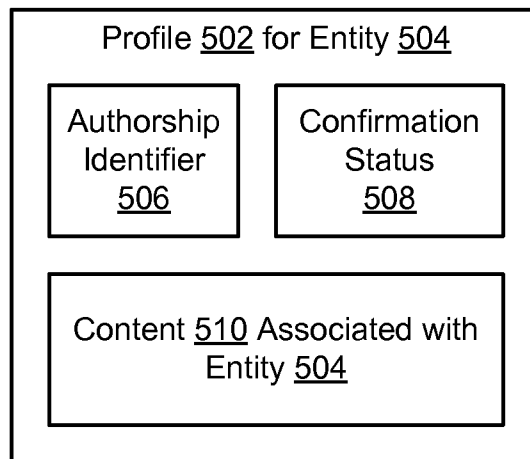 Profile 502 for Entity 504
Authorship
Identifier
506
Confirmation
Status
508
Content 510 Associated with
Entity 504